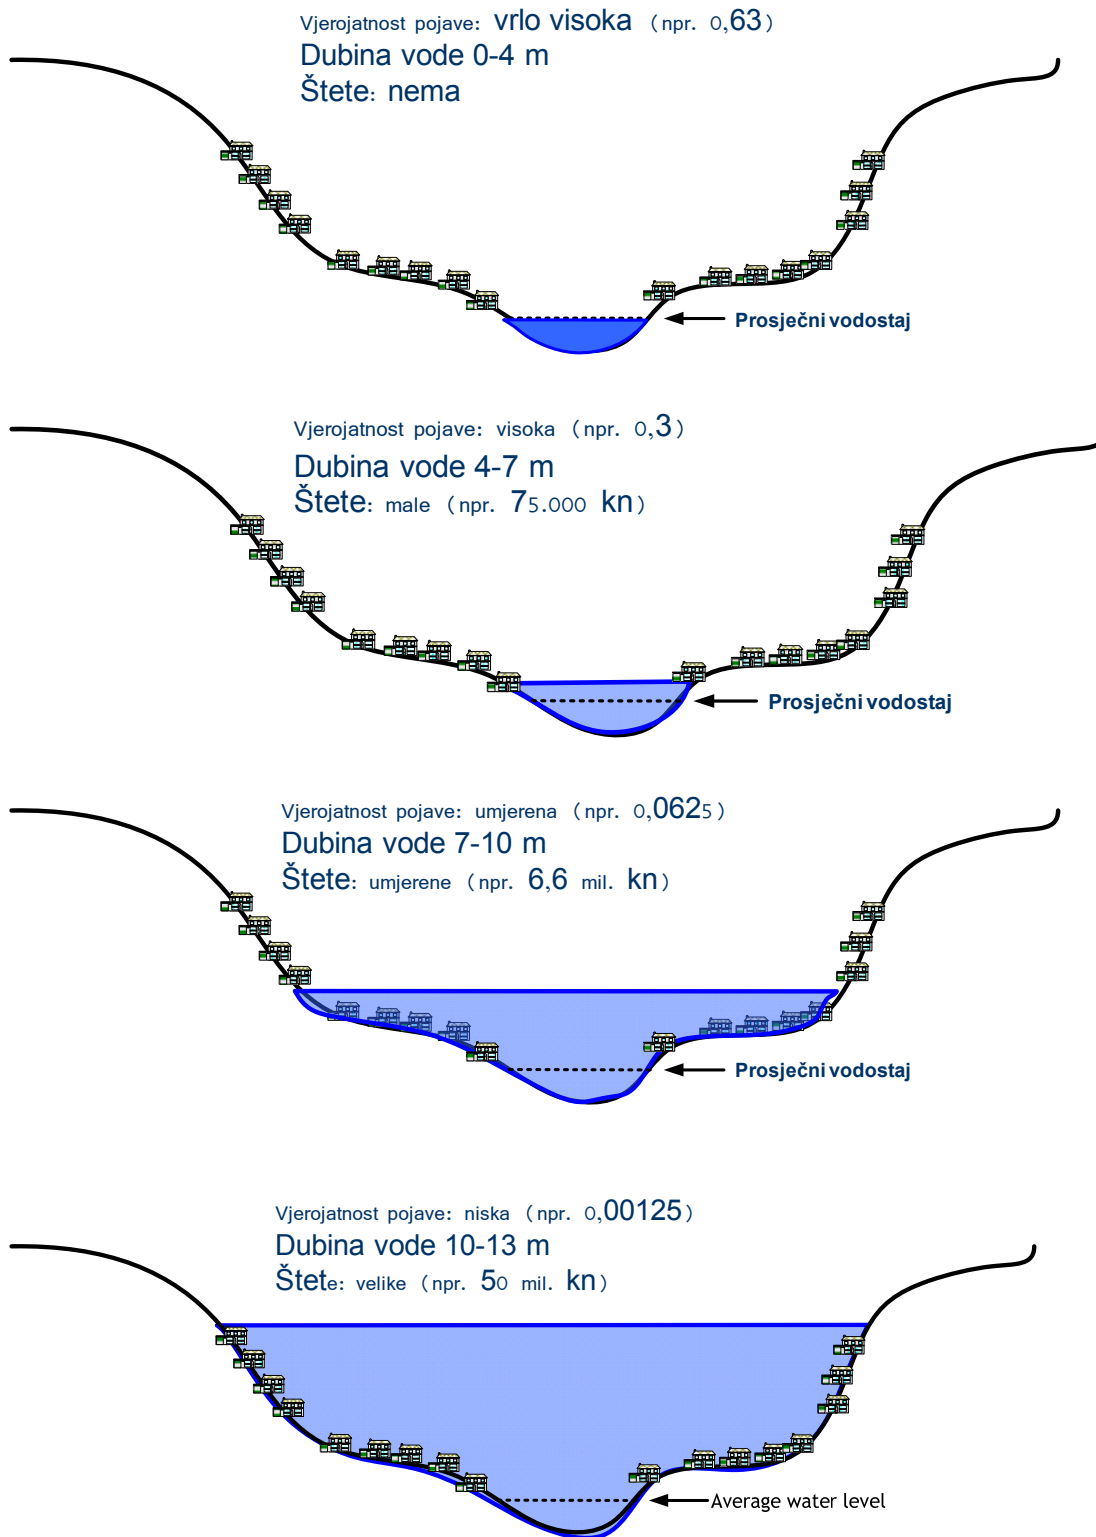 Vjerojatnost pojave: vrlo visoka (npr. 0,63)
Dubina vode 0-4 m
Štete: nema
Prosječni vodostaj
Vjerojatnost pojave: visoka (npr. 0,3)
Dubina vode 4-7 m
Štete: male (npr. 75.000 kn)
Prosječni vodostaj
Vjerojatnost pojave: umjerena (npr. 0,0625)
Dubina vode 7-10 m
Štete: umjerene (npr. 6,6 mil. kn)
Prosječni vodostaj
Vjerojatnost pojave: niska (npr. 0,00125)
Dubina vode 10-13 m
Štete: velike (npr. 50 mil. kn)
Average water level